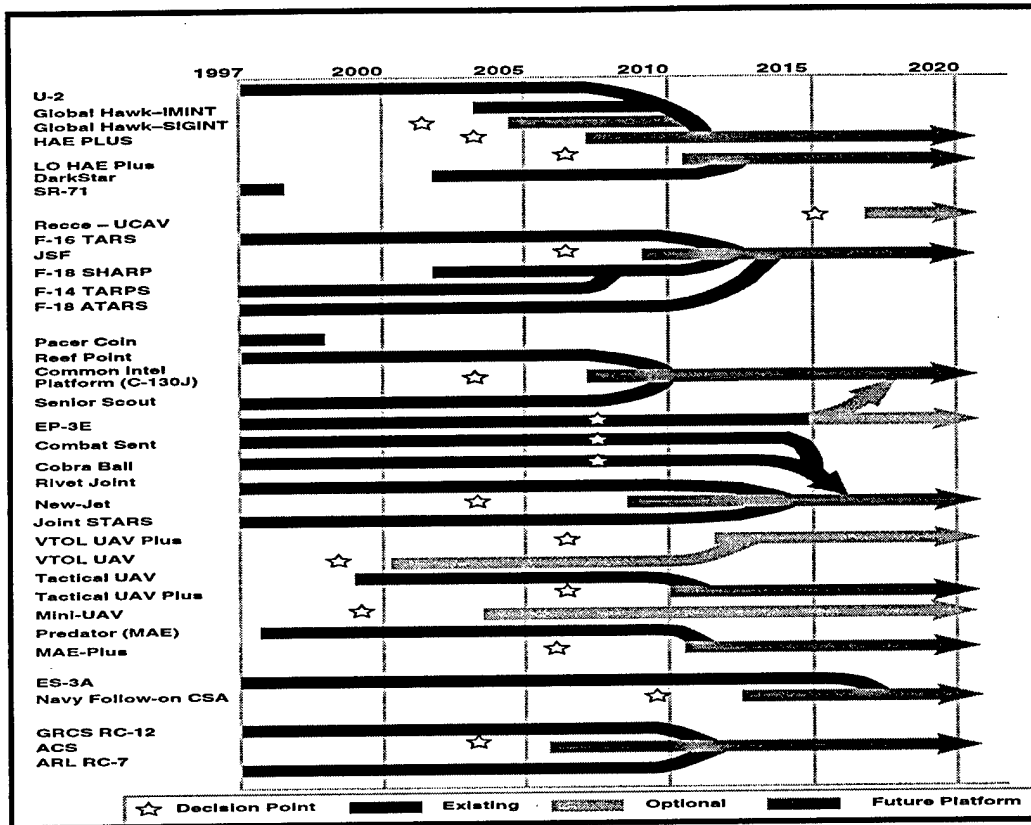 1997 2000 2005 2010 2015 2020
U-2
Global Hawk–IMINT
Global Hawk–SIGINT
HAE PLUS
LO HAE Plus
DarkStar
SR-71
Recce – UCAV
F-16 TARS
JSF
F-18 SHARP
F-14 TARPS
F-18 ATARS
Pacer Coin
Reef Point
Common Intel
Platform (C-130J)
Senior Scout
EP-3E
Combat Sent
Cobra Ball
Rivet Joint
New-Jet
Joint STARS
VTOL UAV Plus
VTOL UAV
Tactical UAV
Tactical UAV Plus
Mini-UAV
Predator (MAE)
MAE-Plus
ES-3A
Navy Follow-on CSA
GRCS RC-12
ACS
ARL RC-7
Decision Point Existing Optional Future Platform